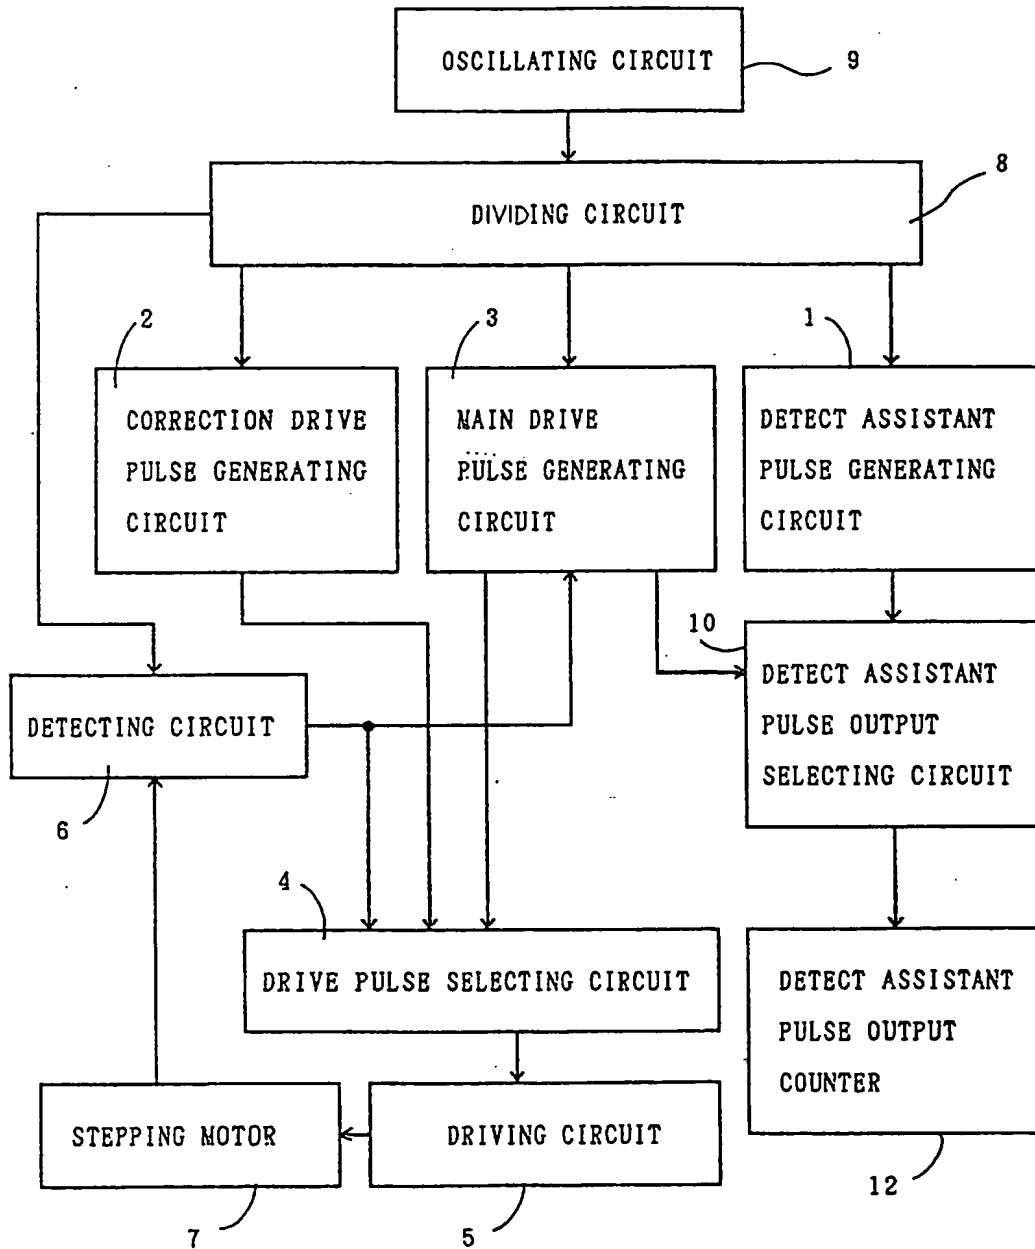 OSCILLATING CIRCUIT
9
8
DIVIDING CIRCUIT
2
3
1
CORRECTION DRIVE
PULSE GENERATING
CIRCUIT
MAIN DRIVE
PULSE GENERATING
CIRCUIT
DETECT ASSISTANT
PULSE GENERATING
CIRCUIT
10
DETECTING CIRCUIT
6
DETECT ASSISTANT
PULSE OUTPUT
SELECTING CIRCUIT
4
DRIVE PULSE SELECTING CIRCUIT
DETECT ASSISTANT
PULSE OUTPUT
COUNTER
STEPPING MOTOR
DRIVING CIRCUIT
12
7
5